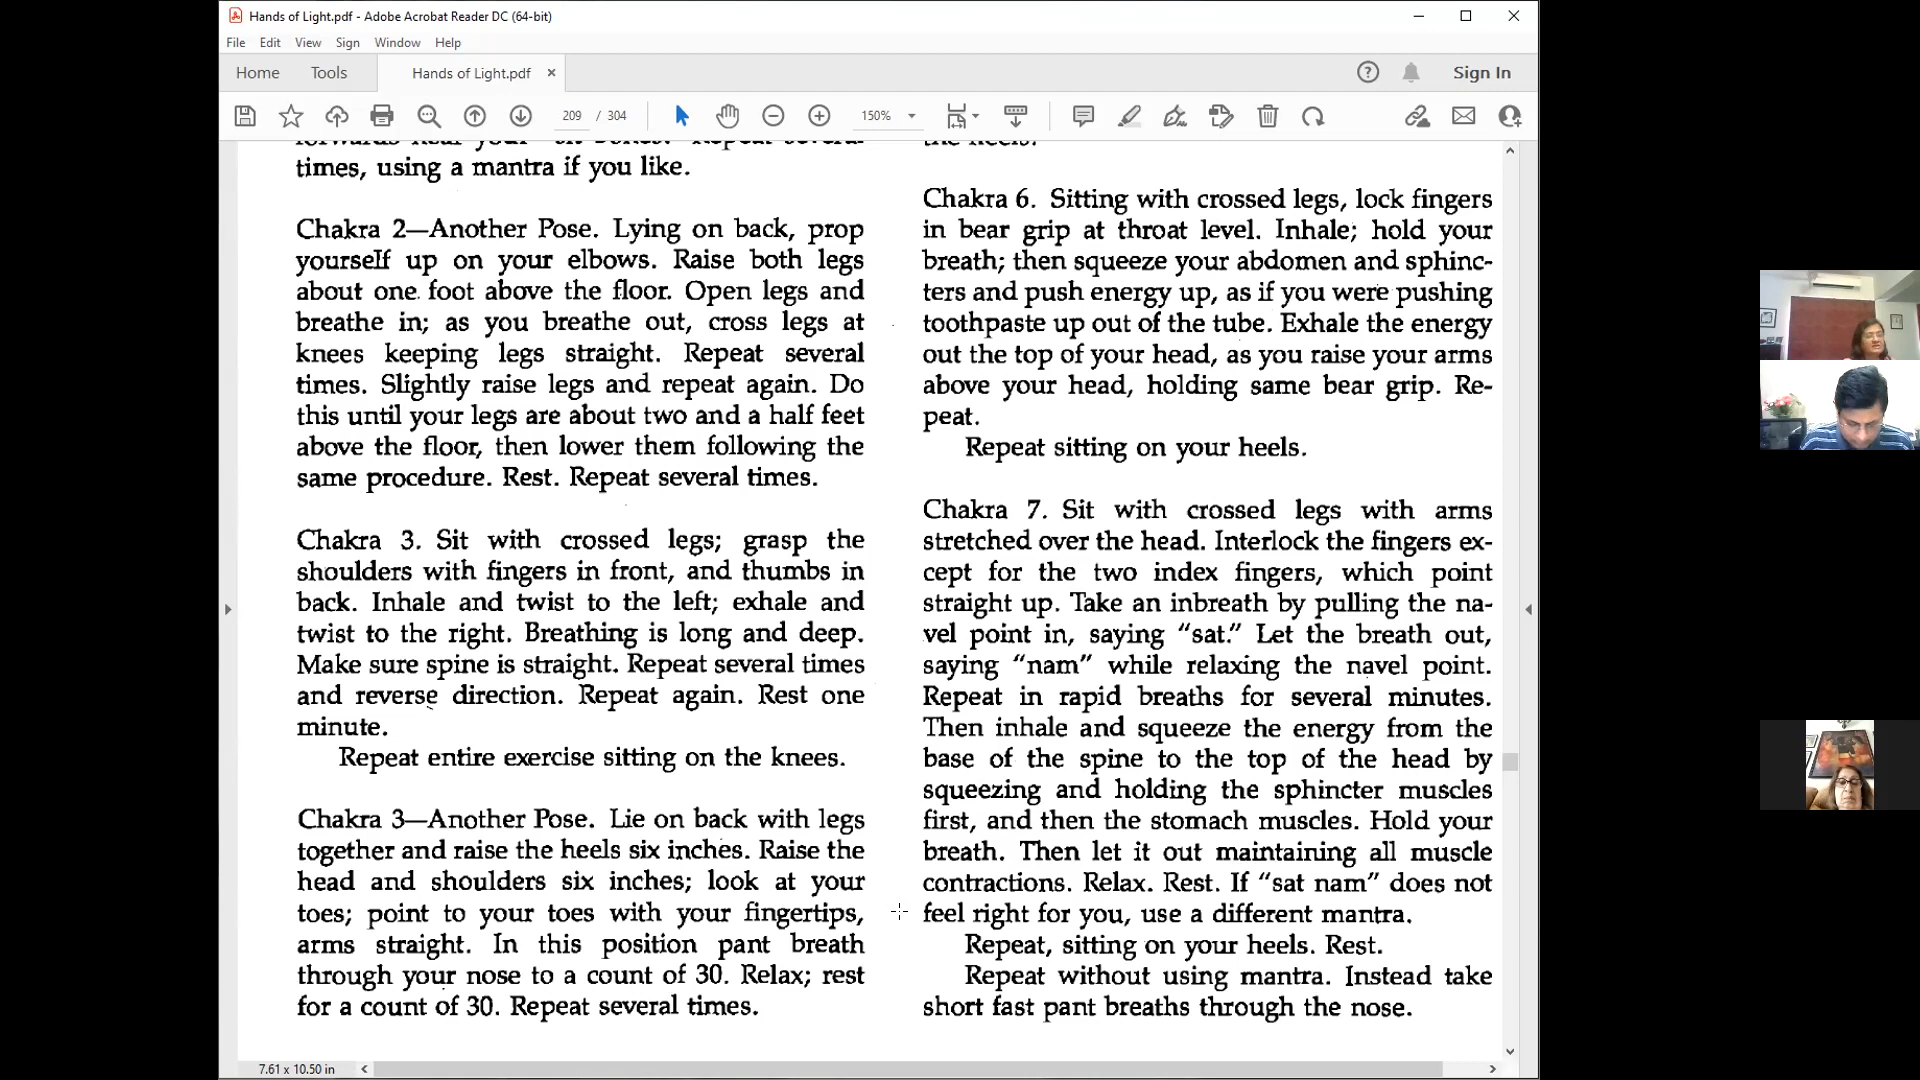 Hands of Light.pdf - Adobe Acrobat Reader DC (64-bit)
File Edit View Sign Window Help
Home Tools Hands of Light.pdf Sign In
209 / 304 150%
times, using a mantra if you like.
Chakra 2—Another Pose. Lying on back, prop
yourself up on your elbows. Raise both legs
about one foot above the floor. Open legs and
breathe in; as you breathe out, cross legs at
knees keeping legs straight. Repeat several
times. Slightly raise legs and repeat again. Do
this until your legs are about two and a half feet
above the floor, then lower them following the
same procedure. Rest. Repeat several times.
Chakra 3. Sit with crossed legs; grasp the
shoulders with fingers in front, and thumbs in
back. Inhale and twist to the left; exhale and
twist to the right. Breathing is long and deep.
Make sure spine is straight. Repeat several times
and reverse direction. Repeat again. Rest one
minute.
Repeat entire exercise sitting on the knees.
Chakra 3—Another Pose. Lie on back with legs
together and raise the heels six inches. Raise the
head and shoulders six inches; look at your
toes; point to your toes with your fingertips,
arms straight. In this position pant breath
through your nose to a count of 30. Relax; rest
for a count of 30. Repeat several times.
the heels.
Chakra 6. Sitting with crossed legs, lock fingers
in bear grip at throat level. Inhale; hold your
breath; then squeeze your abdomen and sphinc-
ters and push energy up, as if you were pushing
toothpaste up out of the tube. Exhale the energy
out the top of your head, as you raise your arms
above your head, holding same bear grip. Re-
peat.
Repeat sitting on your heels.
Chakra 7. Sit with crossed legs with arms
stretched over the head. Interlock the fingers ex-
cept for the two index fingers, which point
straight up. Take an inbreath by pulling the na-
vel point in, saying “sat.” Let the breath out,
saying “nam” while relaxing the navel point.
Repeat in rapid breaths for several minutes.
Then inhale and squeeze the energy from the
base of the spine to the top of the head by
squeezing and holding the sphincter muscles
first, and then the stomach muscles. Hold your
breath. Then let it out maintaining all muscle
contractions. Relax. Rest. If “sat nam” does not
feel right for you, use a different mantra.
Repeat, sitting on your heels. Rest.
Repeat without using mantra. Instead take
short fast pant breaths through the nose.
7.61 x 10.50 in